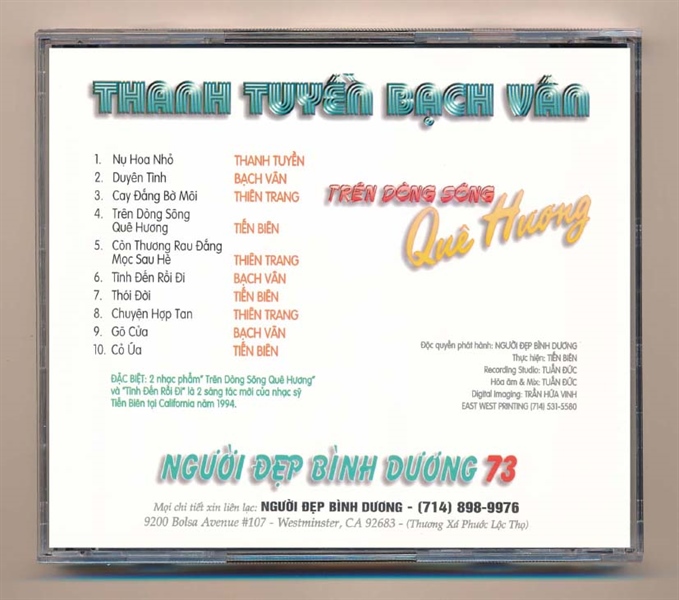 THANH TUYỀN BẠCH VÂN
1. Nụ Hoa Nhỏ THANH TUYỀN
2. Duyên Tình BẠCH VÂN
3. Cay Đắng Bờ Môi THIÊN TRANG
4. Trên Dòng Sông
Quê Hương TIẾN BIÊN
5. Còn Thương Rau Đắng
Mọc Sau Hè THIÊN TRANG
6. Tình Đến Rồi Đi BẠCH VÂN
7. Thói Đời TIẾN BIÊN
8. Chuyện Hợp Tan THIÊN TRANG
9. Gõ Cửa BẠCH VÂN
10. Cỏ Úa TIẾN BIÊN
TRÊN DÒNG SÔNG
Quê Hương
ĐẶC BIỆT: 2 nhạc phẩm "Trên Dòng Sông Quê Hương"
và "Tình Đến Rồi Đi" là 2 sáng tác mới của nhạc sỹ
Tiến Biên tại California năm 1994.
Độc quyền phát hành: NGƯỜI ĐẸP BÌNH DƯƠNG
Thực hiện: TIẾN BIÊN
Recording Studio: TUẤN ĐỨC
Hòa âm & Mix: TUẤN ĐỨC
Digital Imaging: TRẦN HỨA VINH
EAST WEST PRINTING (714) 531-5580
NGƯỜI ĐẸP BÌNH DƯƠNG 73
Mọi chi tiết xin liên lạc: NGƯỜI ĐẸP BÌNH DƯƠNG - (714) 898-9976
9200 Bolsa Avenue #107 - Westminster, CA 92683 - (Thương Xá Phước Lộc Thọ)